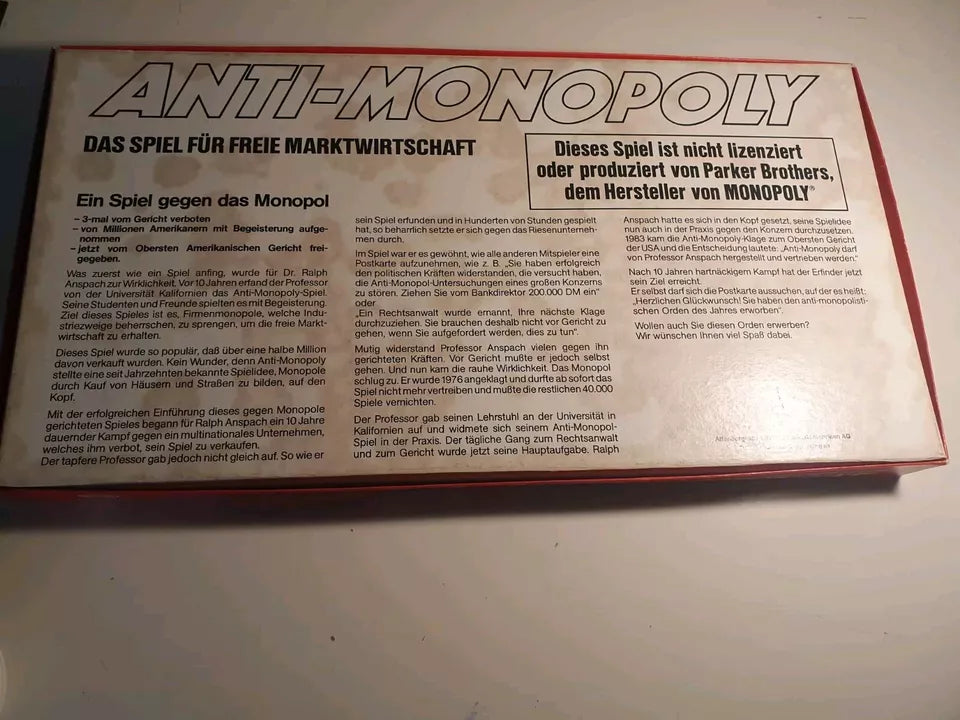 ANTI-MONOPOLY
DAS SPIEL FÜR FREIE MARKTWIRTSCHAFT
Dieses Spiel ist nicht lizenziert
oder produziert von Parker Brothers,
dem Hersteller von MONOPOLY®
Ein Spiel gegen das Monopol
– 3-mal vom Gericht verboten
– von Millionen Amerikanern mit Begeisterung aufge-
nommen
– jetzt vom Obersten Amerikanischen Gericht frei-
gegeben.
Was zuerst wie ein Spiel anfing, wurde für Dr. Ralph
Anspach zur Wirklichkeit. Vor 10 Jahren erfand der Professor
von der Universität Kalifornien das Anti-Monopoly-Spiel.
Seine Studenten und Freunde spielten es mit Begeisterung.
Ziel dieses Spieles ist es, Firmenmonopole, welche Indu-
striezweige beherrschen, zu sprengen, um die freie Markt-
wirtschaft zu erhalten.
Dieses Spiel wurde so populär, daß über eine halbe Million
davon verkauft wurden. Kein Wunder, denn Anti-Monopoly
stellte eine seit Jahrzehnten bekannte Spielidee, Monopole
durch Kauf von Häusern und Straßen zu bilden, auf den
Kopf.
Mit der erfolgreichen Einführung dieses gegen Monopole
gerichteten Spieles begann für Ralph Anspach ein 10 Jahre
dauernder Kampf gegen ein multinationales Unternehmen,
welches ihm verbot, sein Spiel zu verkaufen.
Der tapfere Professor gab jedoch nicht gleich auf. So wie er
sein Spiel erfunden und in Hunderten von Stunden gespielt
hat, so beharrlich setzte er sich gegen das Riesenunterneh-
men durch.
Im Spiel war er es gewöhnt, wie alle anderen Mitspieler eine
Postkarte aufzunehmen, wie z. B. „Sie haben erfolgreich
den politischen Kräften widerstanden, die versucht haben,
die Anti-Monopol-Untersuchungen eines großen Konzerns
zu stören. Ziehen Sie vom Bankdirektor 200.000 DM ein"
oder
„Ein Rechtsanwalt wurde ernannt, Ihre nächste Klage
durchzuziehen. Sie brauchen deshalb nicht vor Gericht zu
gehen, wenn Sie aufgefordert werden, dies zu tun".
Mutig widerstand Professor Anspach vielen gegen ihn
gerichteten Kräften. Vor Gericht mußte er jedoch selbst
gehen. Und nun kam die rauhe Wirklichkeit. Das Monopol
schlug zu. Er wurde 1976 angeklagt und durfte ab sofort das
Spiel nicht mehr vertreiben und mußte die restlichen 40.000
Spiele vernichten.
Der Professor gab seinen Lehrstuhl an der Universität in
Kalifornien auf und widmete sich seinem Anti-Monopol-
Spiel in der Praxis. Der tägliche Gang zum Rechtsanwalt
und zum Gericht wurde jetzt seine Hauptaufgabe. Ralph
Anspach hatte es sich in den Kopf gesetzt, seine Spielidee
nun auch in der Praxis gegen den Konzern durchzusetzen.
1983 kam die Anti-Monopoly-Klage zum Obersten Gericht
der USA und die Entscheidung lautete: „Anti-Monopoly darf
von Professor Anspach hergestellt und vertrieben werden."
Nach 10 Jahren hartnäckigem Kampf hat der Erfinder jetzt
sein Ziel erreicht.
Er selbst darf sich die Postkarte aussuchen, auf der es heißt:
„Herzlichen Glückwunsch! Sie haben den anti-monopolisti-
schen Orden des Jahres erworben".
Wollen auch Sie diesen Orden erwerben?
Wir wünschen Ihnen viel Spaß dabei.
AG